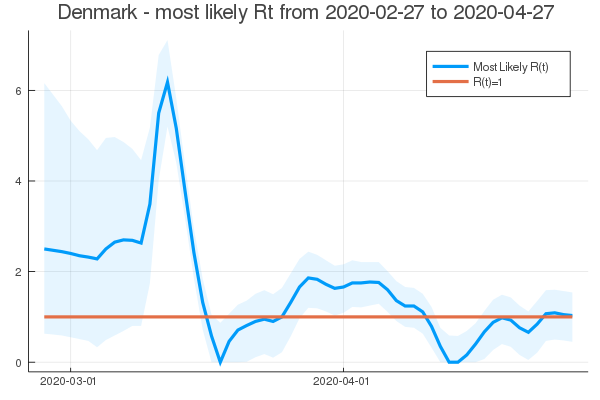 Denmark - most likely Rt from 2020-02-27 to 2020-04-27
Most Likely R(t)
R(t)=1
6
4
2
0
2020-03-01
2020-04-01